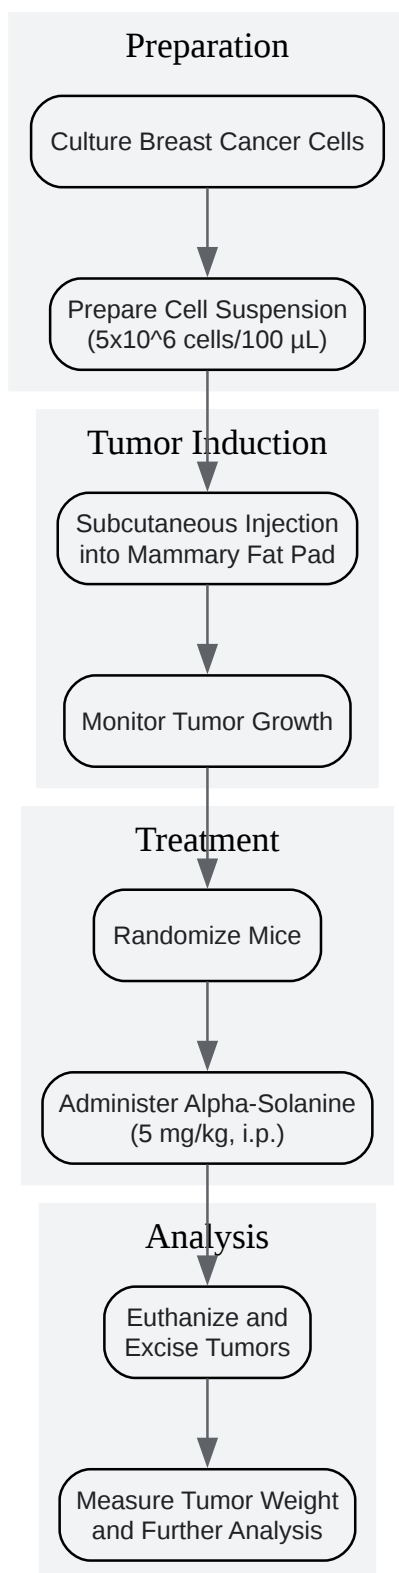 Preparation
Culture Breast Cancer Cells
Prepare Cell Suspension
(5x10^6 cells/100 µL)
Tumor Induction
Subcutaneous Injection
into Mammary Fat Pad
Monitor Tumor Growth
Treatment
Randomize Mice
Administer Alpha-Solanine
(5 mg/kg, i.p.)
Analysis
Euthanize and
Excise Tumors
Measure Tumor Weight
and Further Analysis